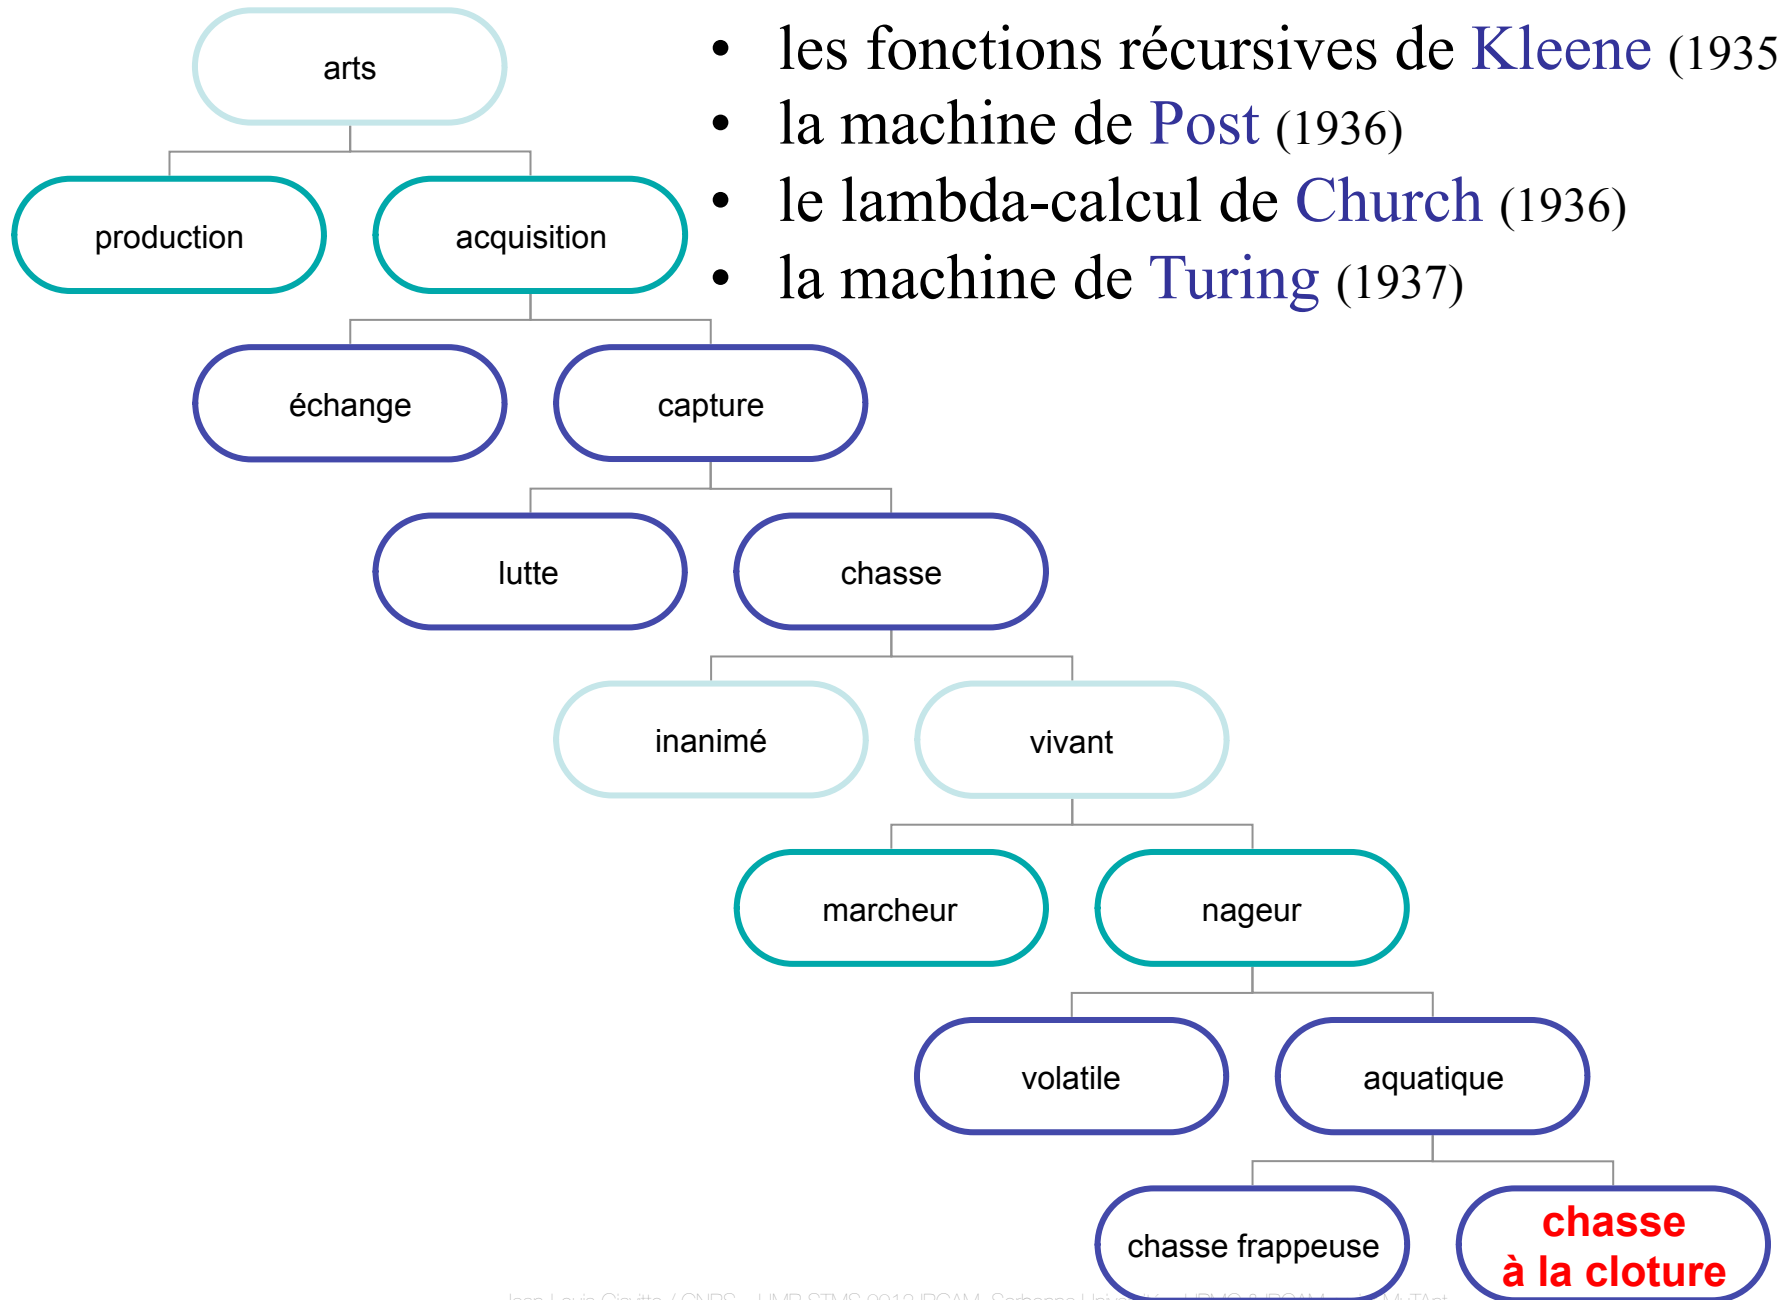 arts
• les fonctions récursives de Kleene (1935
• la machine de Post (1936)
• le lambda-calcul de Church (1936)
• la machine de Turing (1937)
production
acquisition
échange
capture
lutte
chasse
inanimé
vivant
marcheur
nageur
volatile
aquatique
chasse frappeuse
chasse
à la cloture